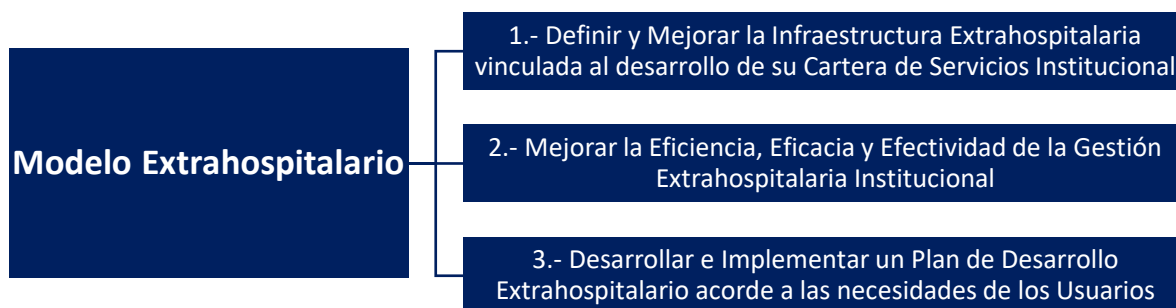 Modelo Extrahospitalario
1.- Definir y Mejorar la Infraestructura Extrahospitalaria
vinculada al desarrollo de su Cartera de Servicios Institucional
2.- Mejorar la Eficiencia, Eficacia y Efectividad de la Gestión
Extrahospitalaria Institucional
3.- Desarrollar e Implementar un Plan de Desarrollo
Extrahospitalario acorde a las necesidades de los Usuarios